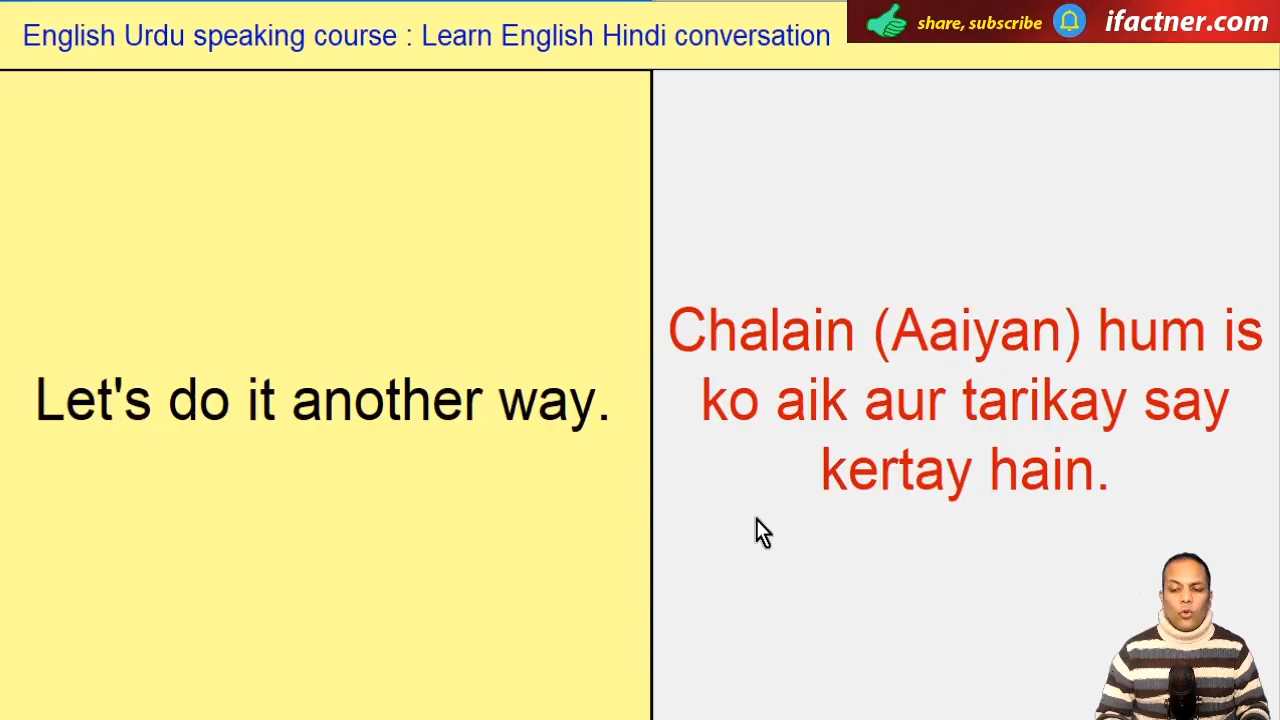 English Urdu speaking course : Learn English Hindi conversation
share, subscribe
ifactner.com
Let's do it another way.
Chalain (Aaiyan) hum is
ko aik aur tarikay say
kertay hain.